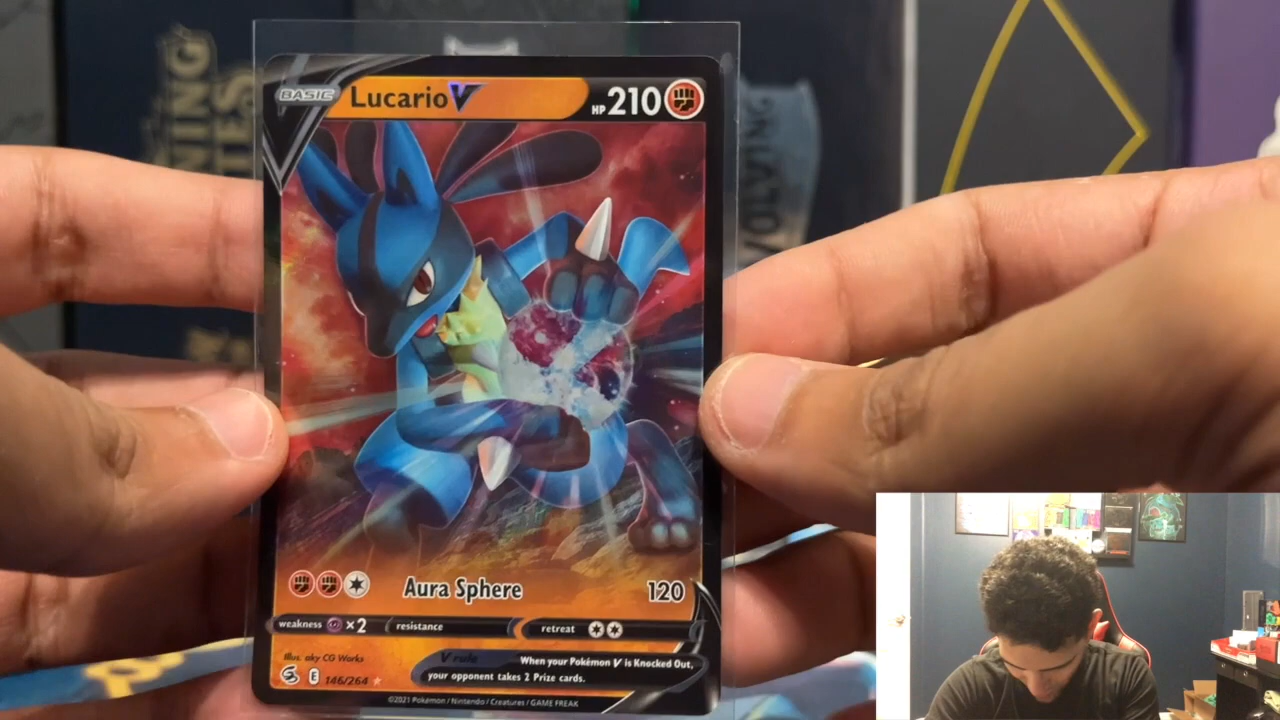 BASIC
Lucario V
HP 210
Aura Sphere 120
weakness ×2 resistance retreat
Illus. aky CG Works
V rule When your Pokémon V is Knocked Out,
your opponent takes 2 Prize cards.
E 146/264
©2021 Pokémon / Nintendo / Creatures / GAME FREAK